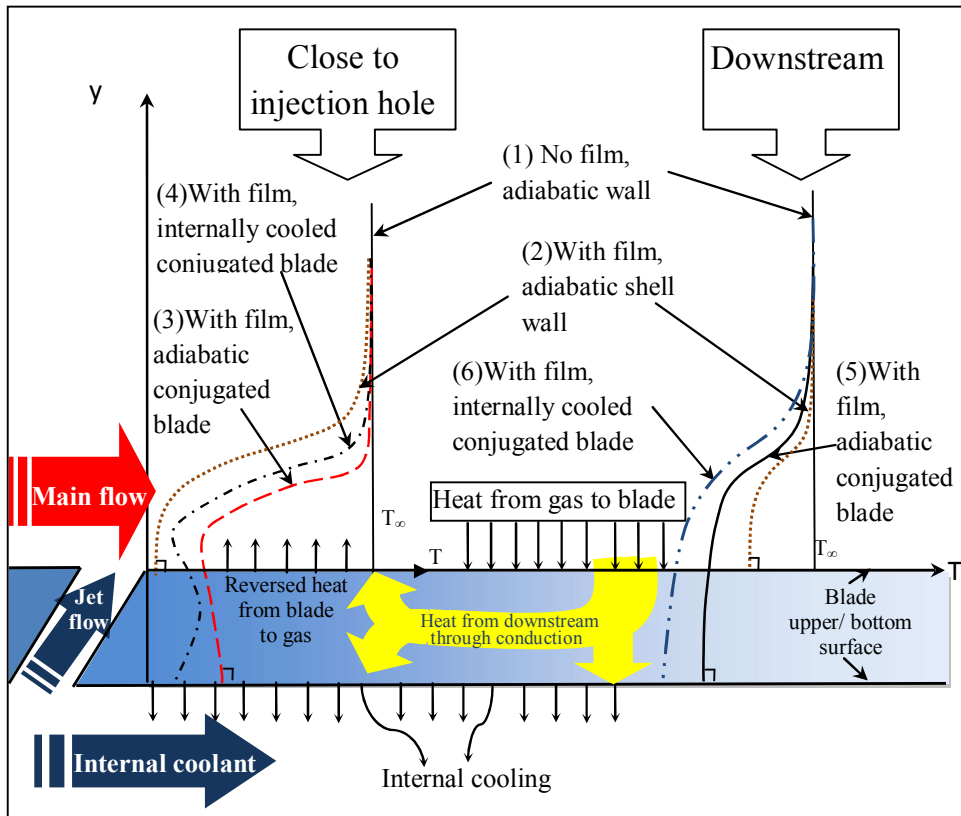 Close to
injection hole
Downstream
y
(1) No film,
adiabatic wall
(4)With film,
internally cooled
conjugated blade
(2)With film,
adiabatic shell
wall
(3)With film,
adiabatic
conjugated
blade
(6)With film,
internally cooled
conjugated blade
(5)With
film,
adiabatic
conjugated
blade
Main flow
Heat from gas to blade
T∞
T
T∞
T
Jet
flow
Reversed heat
from blade
to gas
Heat from downstream
through conduction
Blade
upper/ bottom
surface
Internal coolant
Internal cooling